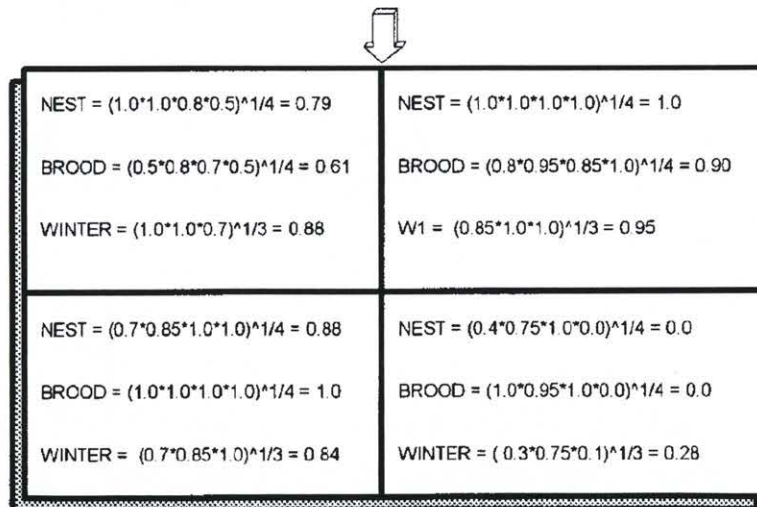 NEST = (1.0*1.0*0.8*0.5)^1/4 = 0.79
BROOD = (0.5*0.8*0.7*0.5)^1/4 = 0.61
WINTER = (1.0*1.0*0.7)^1/3 = 0.88
NEST = (1.0*1.0*1.0*1.0)^1/4 = 1.0
BROOD = (0.8*0.95*0.85*1.0)^1/4 = 0.90
W1 = (0.85*1.0*1.0)^1/3 = 0.95
NEST = (0.7*0.85*1.0*1.0)^1/4 = 0.88
BROOD = (1.0*1.0*1.0*1.0)^1/4 = 1.0
WINTER = (0.7*0.85*1.0)^1/3 = 0.84
NEST = (0.4*0.75*1.0*0.0)^1/4 = 0.0
BROOD = (1.0*0.95*1.0*0.0)^1/4 = 0.0
WINTER = ( 0.3*0.75*0.1)^1/3 = 0.28